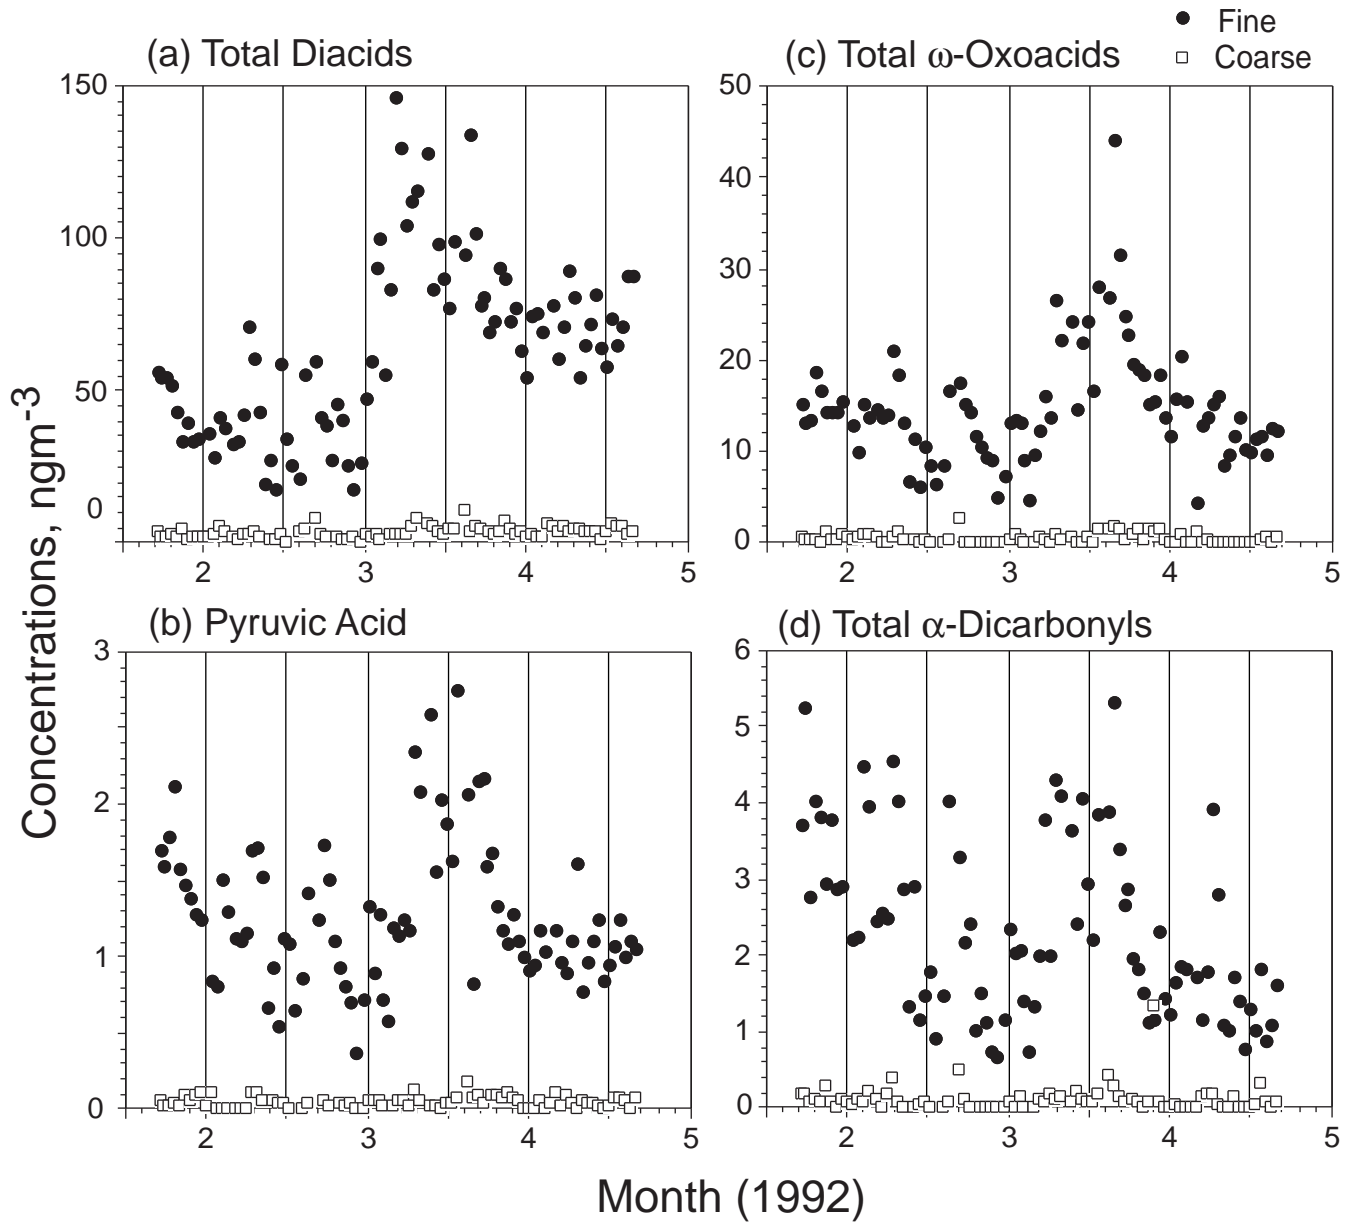 Fine
Coarse
(a) Total Diacids
150
100
50
0
2 3 4 5
(c) Total ω-Oxoacids
50
40
30
20
10
0
2 3 4 5
(b) Pyruvic Acid
3
2
1
0
2 3 4 5
(d) Total α-Dicarbonyls
6
5
4
3
2
1
0
2 3 4 5
Concentrations, ngm-3
Month (1992)